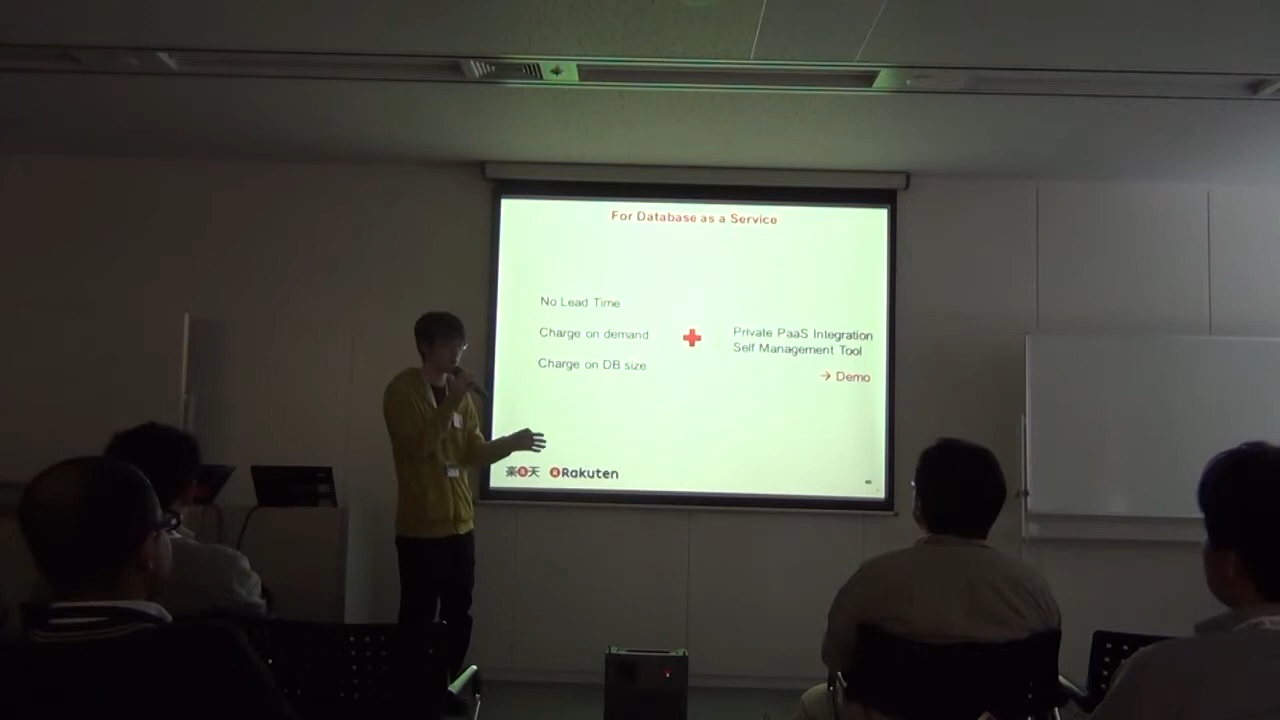 For Database as a Service
No Lead Time
Charge on demand
Charge on DB size
Private PaaS Integration
Self Management Tool
→ Demo
楽R天 R Rakuten